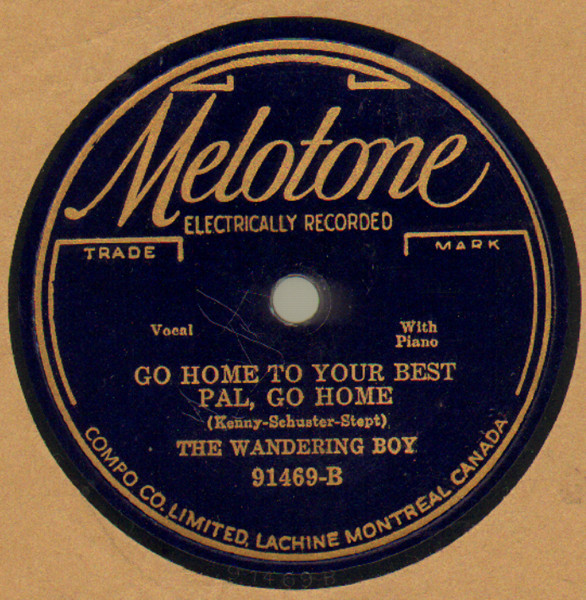 Melotone
ELECTRICALLY RECORDED
TRADE MARK
Vocal
With
Piano
GO HOME TO YOUR BEST
PAL, GO HOME
(Kenny-Schuster-Stept)
THE WANDERING BOY
91469-B
COMPO CO. LIMITED, LACHINE MONTREAL CANADA
91469B